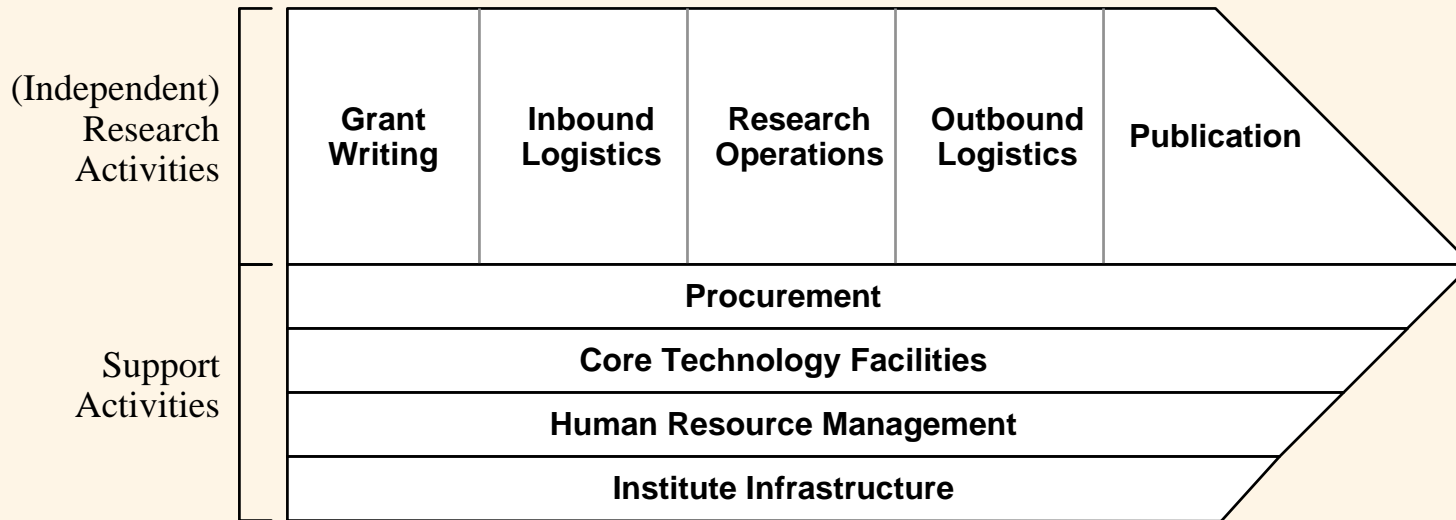 (Independent)
Research
Activities
Grant
Writing
Inbound
Logistics
Research
Operations
Outbound
Logistics
Publication
Support
Activities
Procurement
Core Technology Facilities
Human Resource Management
Institute Infrastructure